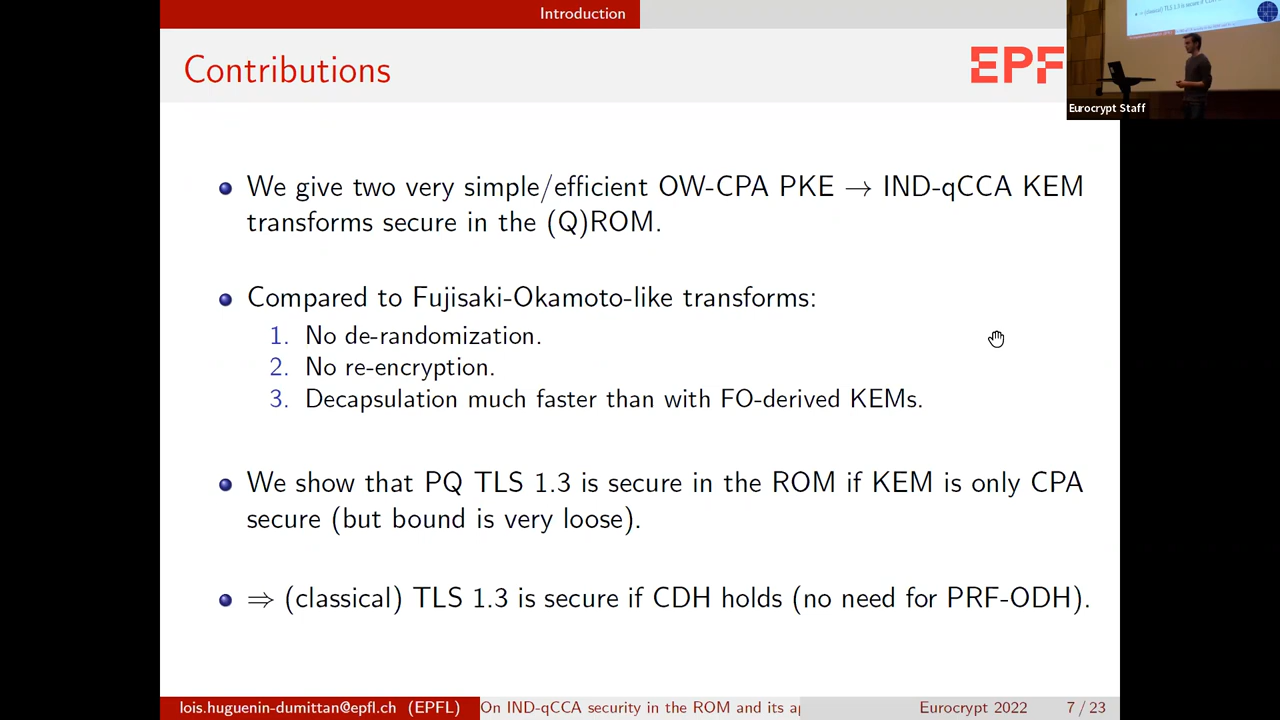 Introduction
Contributions
EPF
Eurocrypt Staff
We give two very simple/efficient OW-CPA PKE → IND-qCCA KEM
transforms secure in the (Q)ROM.
Compared to Fujisaki-Okamoto-like transforms:
1. No de-randomization.
2. No re-encryption.
3. Decapsulation much faster than with FO-derived KEMs.
We show that PQ TLS 1.3 is secure in the ROM if KEM is only CPA
secure (but bound is very loose).
⇒ (classical) TLS 1.3 is secure if CDH holds (no need for PRF-ODH).
lois.huguenin-dumittan@epfl.ch (EPFL)
On IND-qCCA security in the ROM and its
Eurocrypt 2022
7 / 23